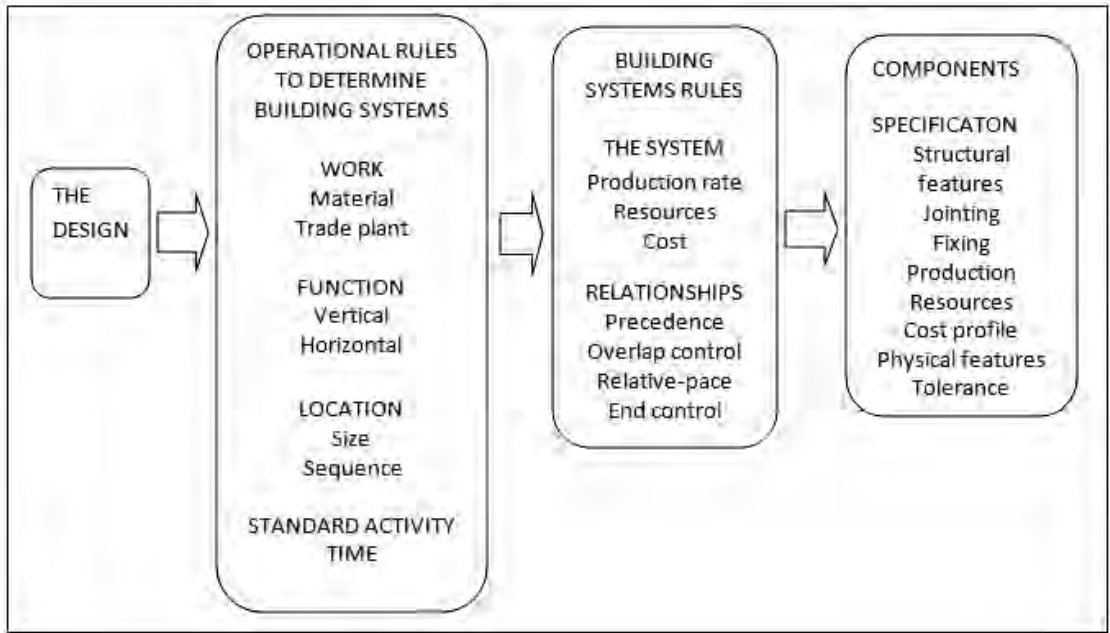 THE
DESIGN
OPERATIONAL RULES
TO DETERMINE
BUILDING SYSTEMS
WORK
Material
Trade plant
FUNCTION
Vertical
Horizontal
LOCATION
Size
Sequence
STANDARD ACTIVITY
TIME
BUILDING
SYSTEMS RULES
THE SYSTEM
Production rate
Resources
Cost
RELATIONSHIPS
Precedence
Overlap control
Relative-pace
End control
COMPONENTS
SPECIFICATON
Structural
features
Jointing
Fixing
Production
Resources
Cost profile
Physical features
Tolerance